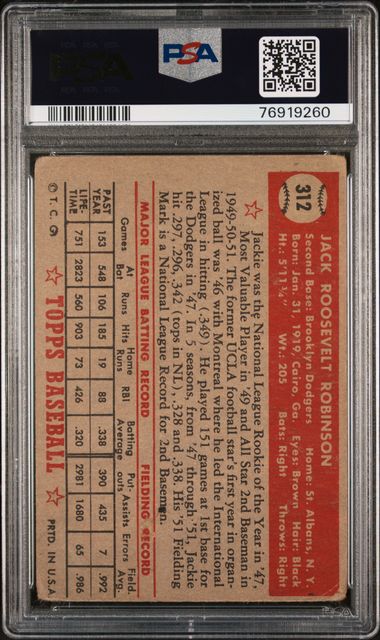 PSA
PSA
76919260
312
JACK ROOSEVELT ROBINSON
Second Base: Brooklyn Dodgers Home: St. Albans, N. Y.
Born: Jan. 31, 1919, Cairo, Ga. Eyes: Brown Hair: Black
Ht.: 5'11¾" Wt.: 205 Bats: Right Throws: Right
Jackie was the National League Rookie of the Year in '47,
Most Valuable Player in '49 and All Star 2nd Baseman in
1949-50-51. The former UCLA football star's first year in organ-
ized ball was '46 with Montreal where he led the International
League in hitting (.349). He played 151 games at 1st base for
the Dodgers in '47. In 5 seasons, from '47 through '51, Jackie
hit .297, .296, .342 (tops in NL), .328 and .338. His '51 Fielding
Mark is a National League Record for 2nd Baseman.
MAJOR LEAGUE BATTING RECORD FIELDING RECORD
Games At Bat Runs Hits Home Runs RBI Batting Average Put-outs Assists Errors Field. Avg.
PAST YEAR 153 548 106 185 19 88 .338 390 435 7 .992
LIFE-TIME 751 2823 560 903 73 426 .320 2981 1680 65 .986
© T. C. G. TOPPS BASEBALL PRTD. IN U.S.A.